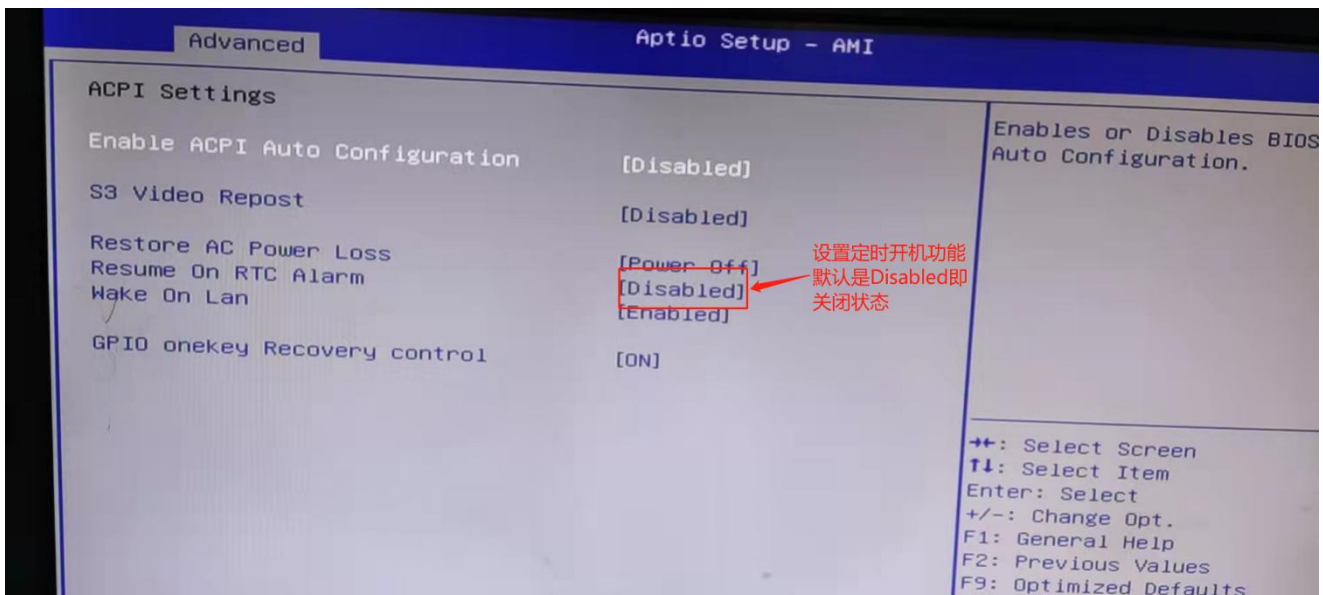 Advanced
Aptio Setup - AMI
ACPI Settings
Enable ACPI Auto Configuration [Disabled]
S3 Video Repost [Disabled]
Restore AC Power Loss [Power Off]
Resume On RTC Alarm [Disabled]
Wake On Lan [Enabled]
GPIO onekey Recovery control [ON]
设置定时开机功能
默认是Disabled即
关闭状态
Enables or Disables BIOS
Auto Configuration.
→←: Select Screen
↑↓: Select Item
Enter: Select
+/-: Change Opt.
F1: General Help
F2: Previous Values
F9: Optimized Defaults